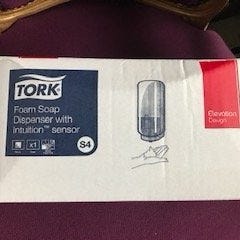 TORK
Foam Soap
Dispenser with
Intuition™ sensor
S4
x1
Elevation
Design